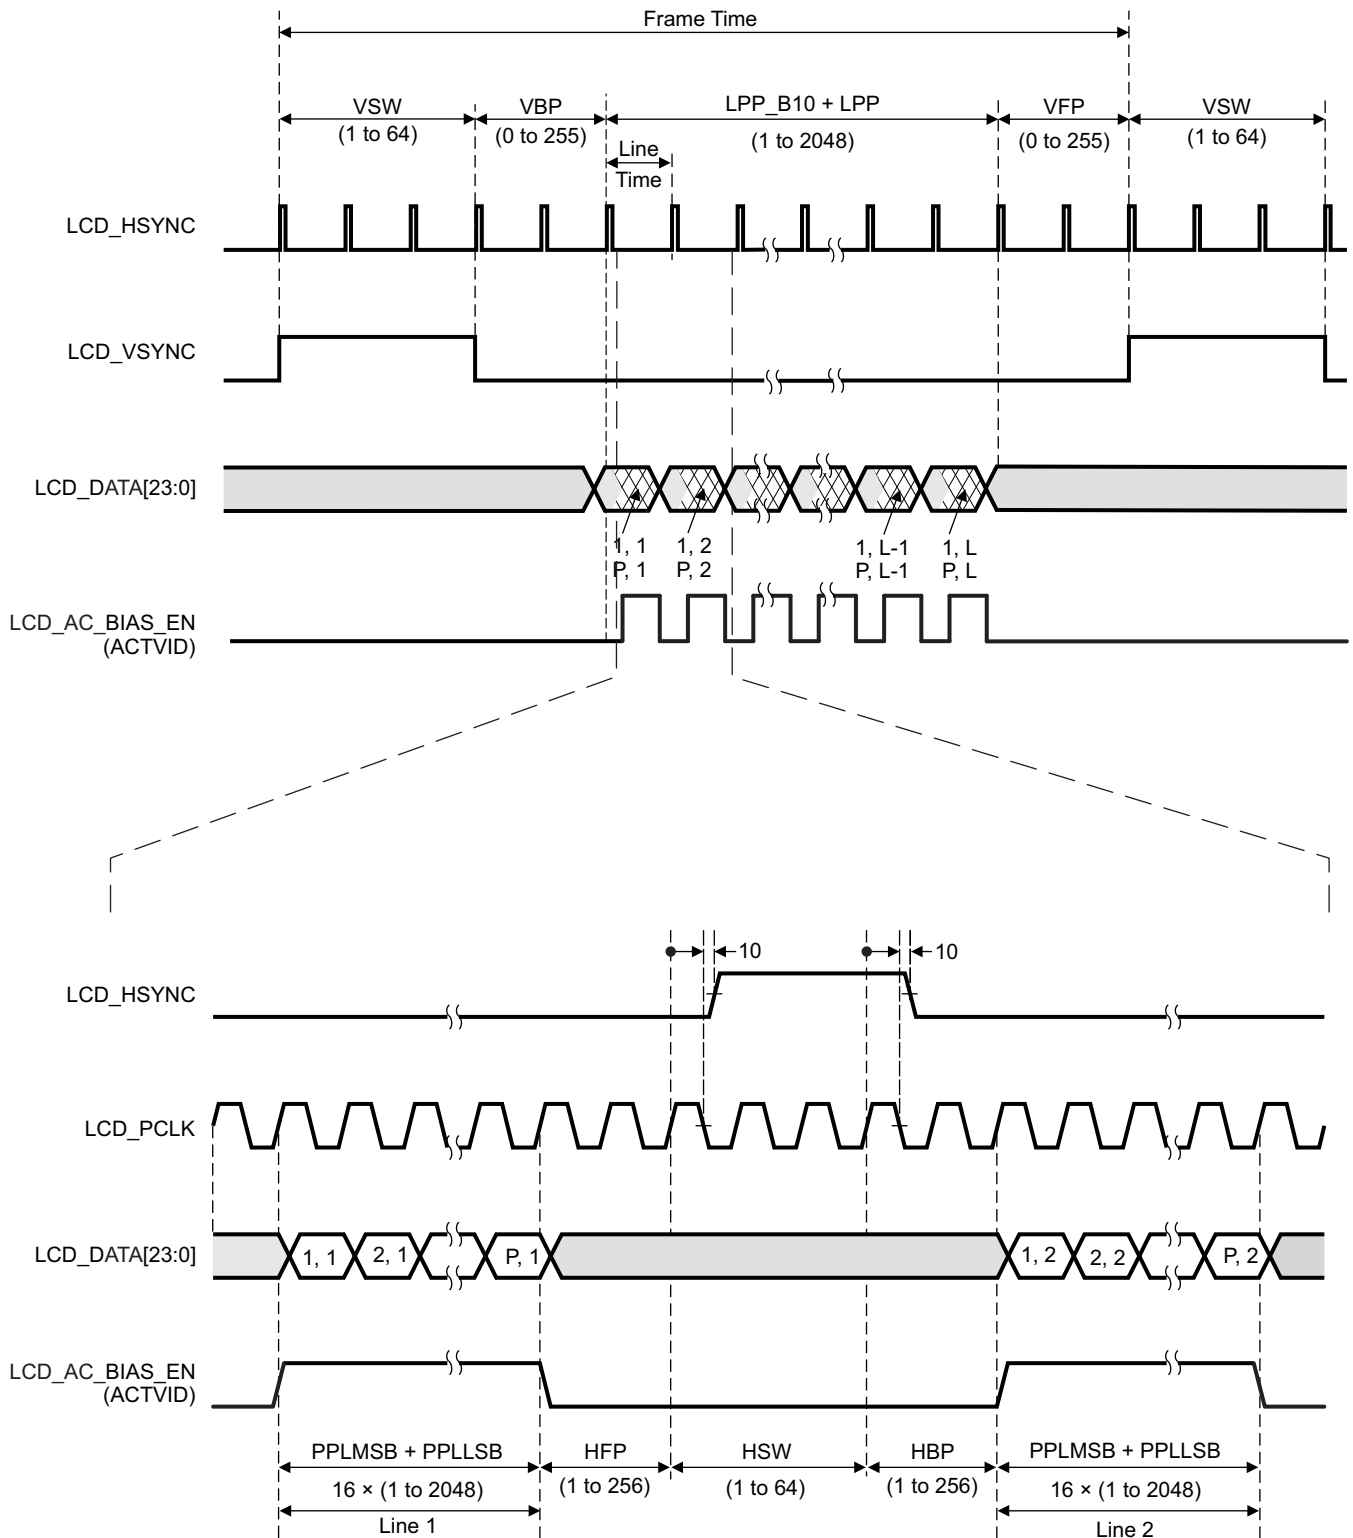 Frame Time
VSW
(1 to 64)
VBP
(0 to 255)
LPP_B10 + LPP
(1 to 2048)
VFP
(0 to 255)
VSW
(1 to 64)
Line
Time
LCD_HSYNC
LCD_VSYNC
LCD_DATA[23:0]
1, 1
P, 1
1, 2
P, 2
1, L-1
P, L-1
1, L
P, L
LCD_AC_BIAS_EN
(ACTVID)
10
10
LCD_HSYNC
LCD_PCLK
LCD_DATA[23:0]
1, 1
2, 1
P, 1
1, 2
2, 2
P, 2
LCD_AC_BIAS_EN
(ACTVID)
PPLMSB + PPLLSB
16 × (1 to 2048)
Line 1
HFP
(1 to 256)
HSW
(1 to 64)
HBP
(1 to 256)
PPLMSB + PPLLSB
16 × (1 to 2048)
Line 2